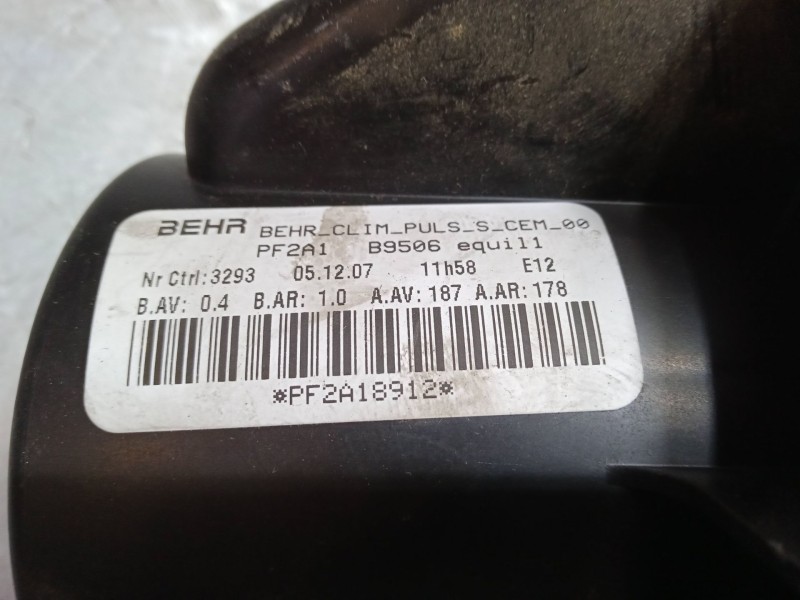 BEHR BEHR_CLIM_PULS_S_CEM_00
PF2A1 B9506 equil1
Nr Ctrl:3293 05.12.07 11h58 E12
B.AV: 0.4 B.AR: 1.0 A.AV: 187 A.AR: 178
*PF2A18912*